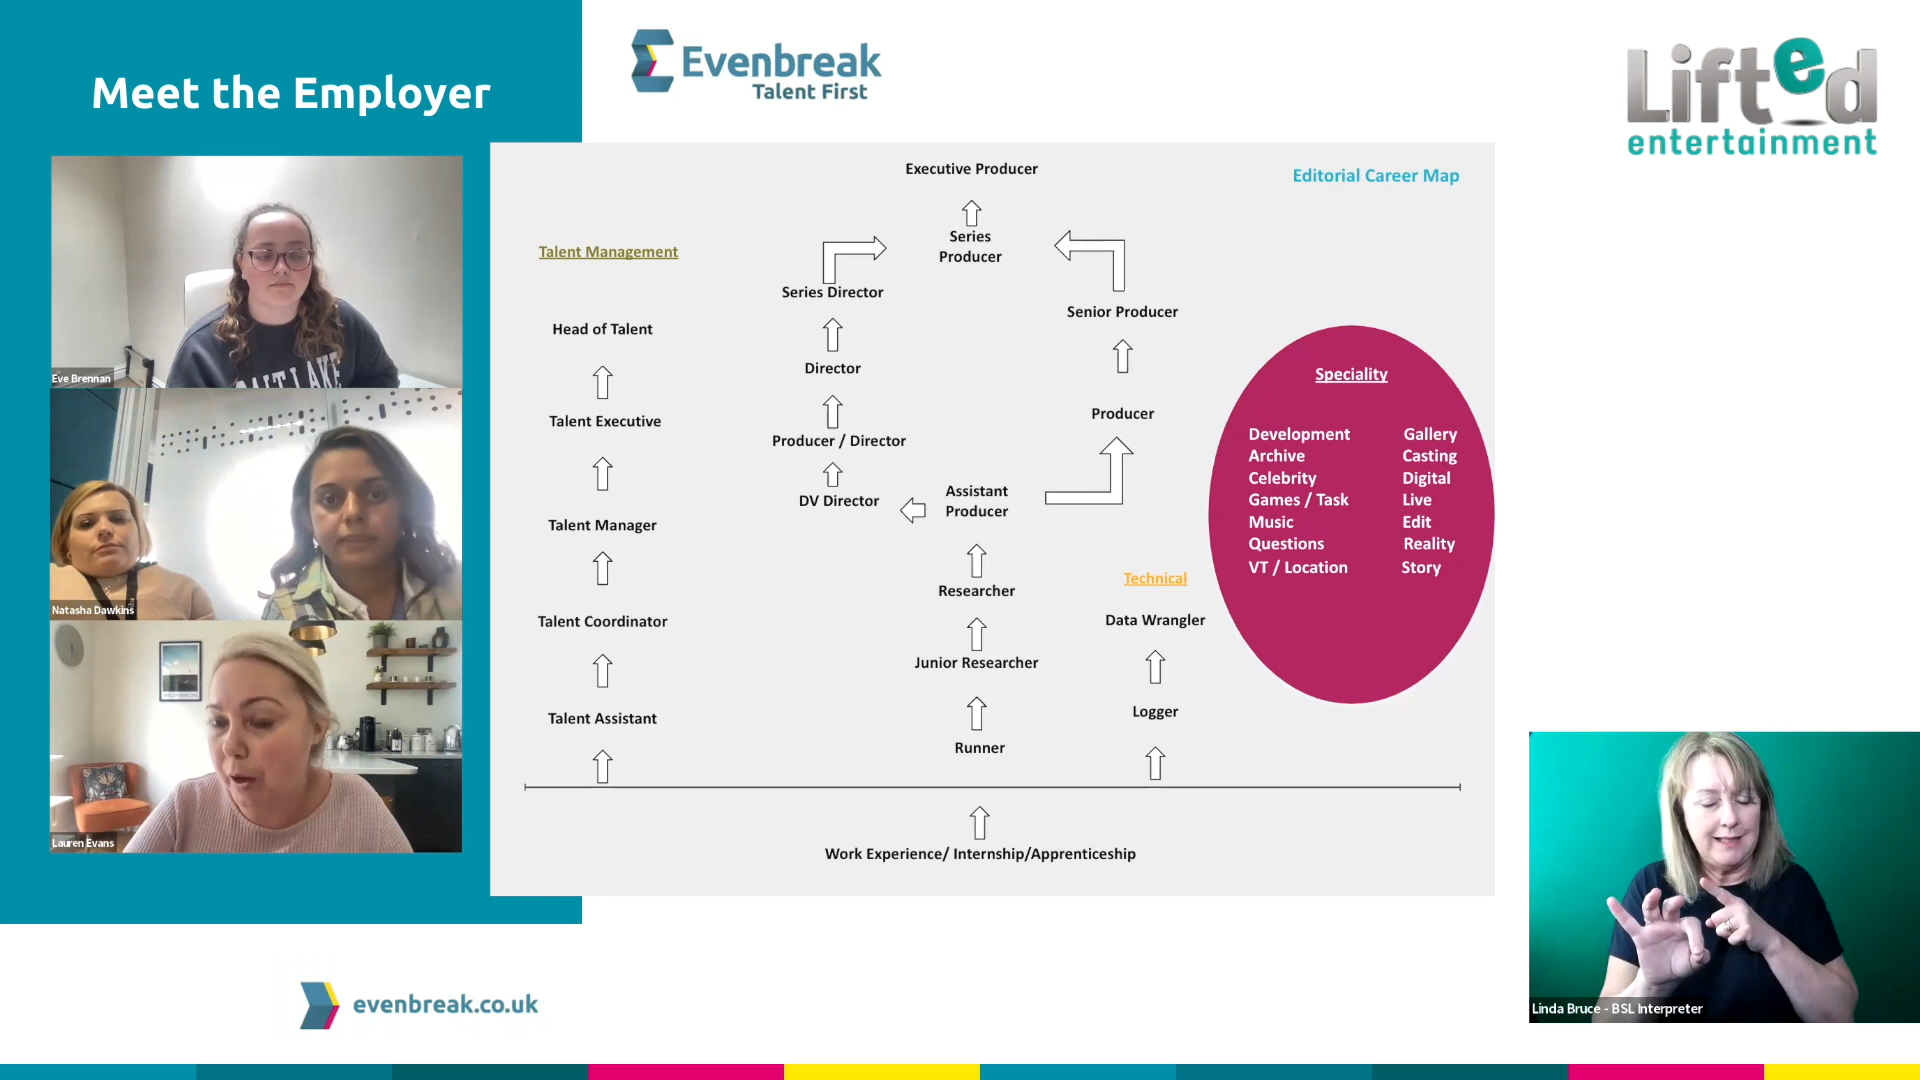 Meet the Employer
Evenbreak
Talent First
Lifted
entertainment
Eve Brennan
Natasha Dawkins
Lauren Evans
Editorial Career Map
Executive Producer
Series
Producer
Talent Management
Head of Talent
Talent Executive
Talent Manager
Talent Coordinator
Talent Assistant
Series Director
Director
Producer / Director
DV Director
Assistant
Producer
Researcher
Junior Researcher
Runner
Senior Producer
Producer
Technical
Data Wrangler
Logger
Work Experience/ Internship/Apprenticeship
Speciality
Development Gallery
Archive Casting
Celebrity Digital
Games / Task Live
Music Edit
Questions Reality
VT / Location Story
Linda Bruce - BSL Interpreter
evenbreak.co.uk